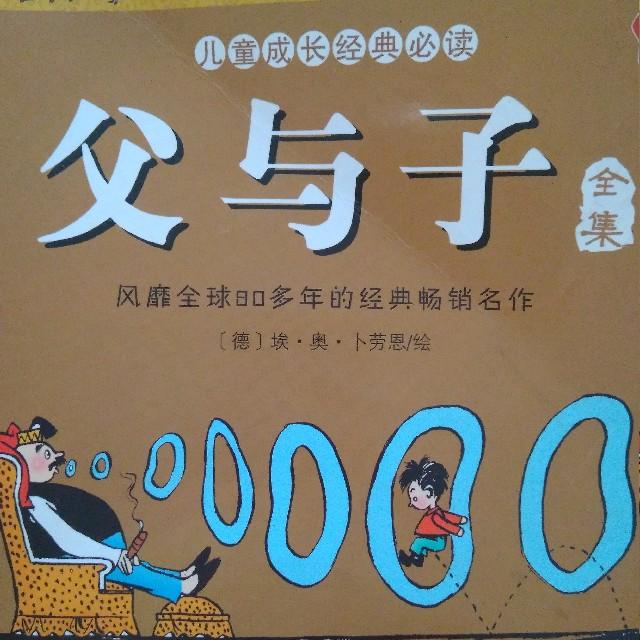 儿童成长经典必读
父与子
全集
风靡全球80多年的经典畅销名作
〔德〕埃·奥·卜劳恩/绘